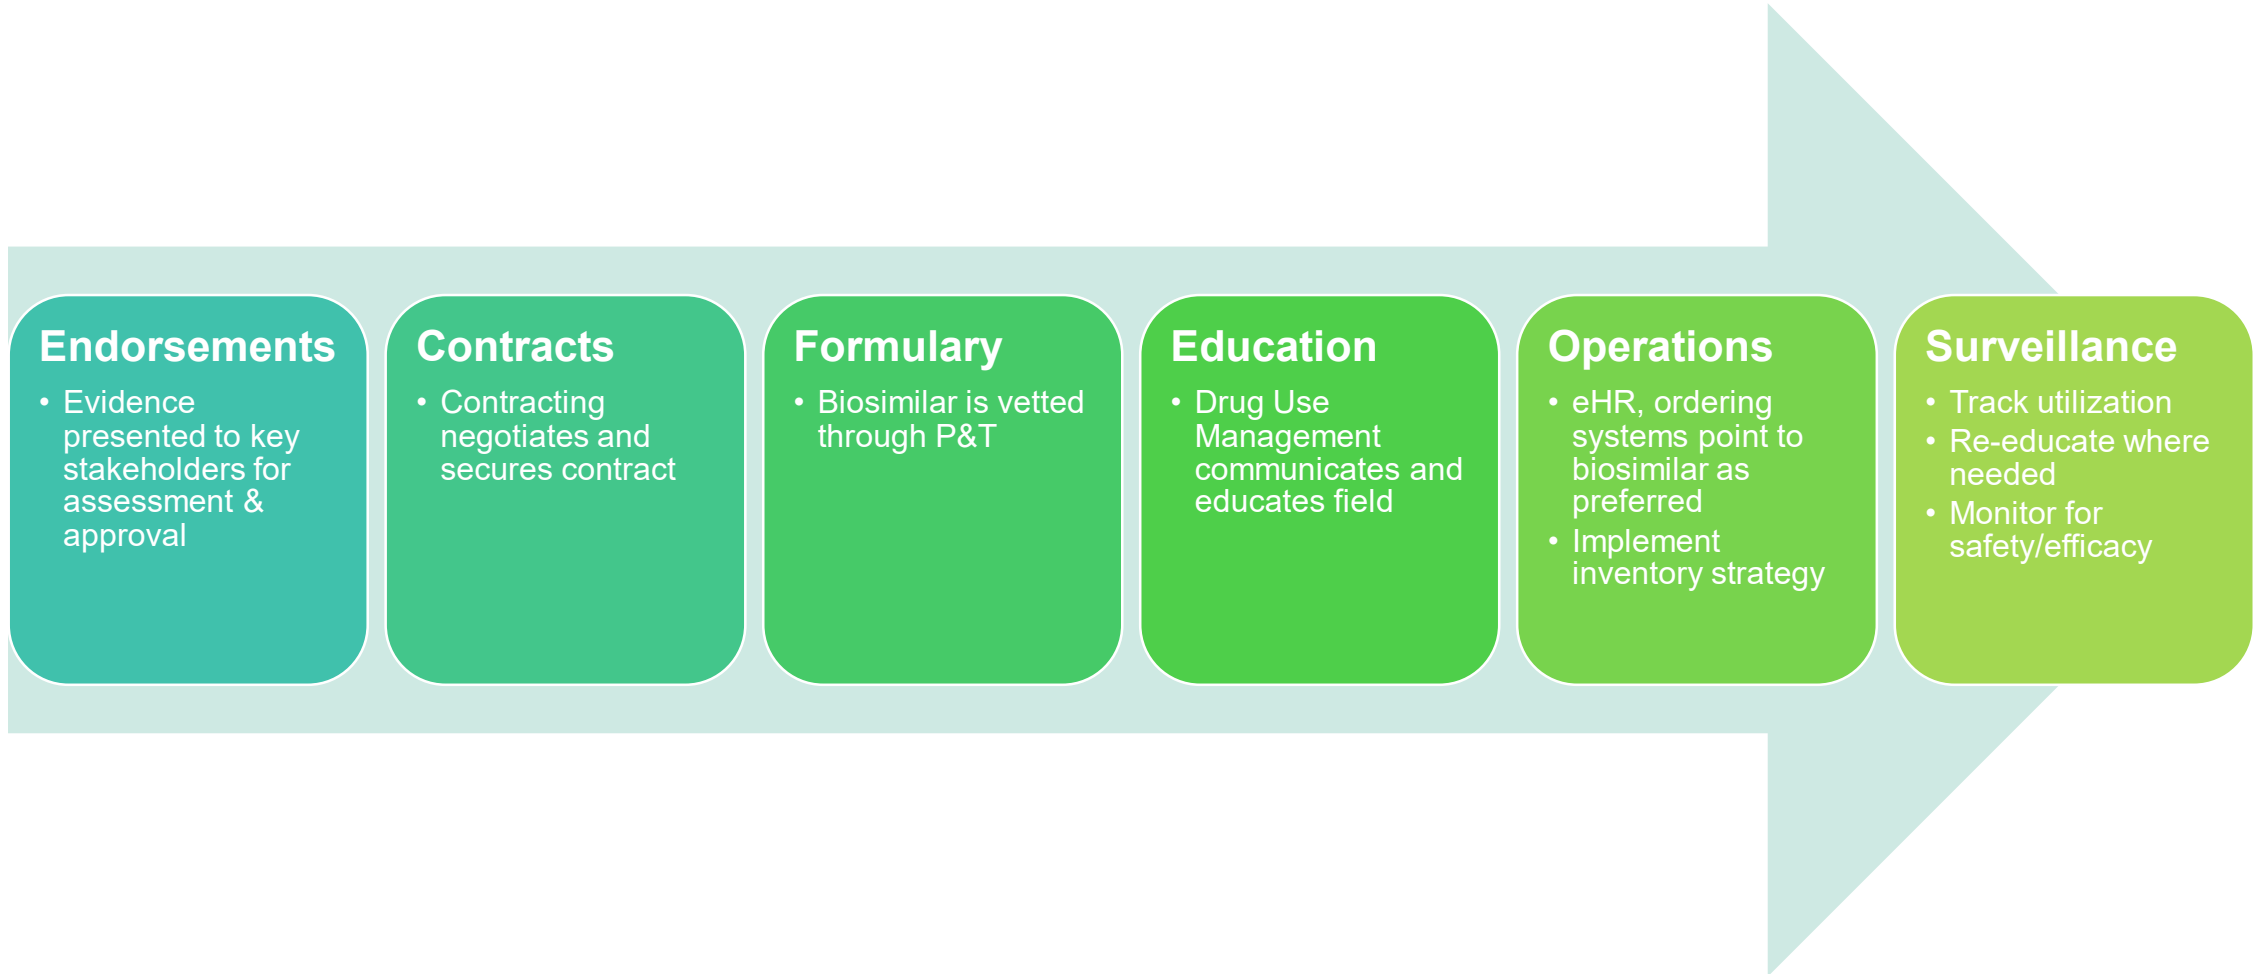 Endorsements
• Evidence
presented to key
stakeholders for
assessment &
approval
Contracts
• Contracting
negotiates and
secures contract
Formulary
• Biosimilar is vetted
through P&T
Education
• Drug Use
Management
communicates and
educates field
Operations
• eHR, ordering
systems point to
biosimilar as
preferred
• Implement
inventory strategy
Surveillance
• Track utilization
• Re-educate where
needed
• Monitor for
safety/efficacy